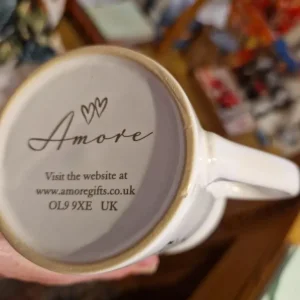 Amore
Visit the website at
www.amoregifts.co.uk
OL9 9XE UK